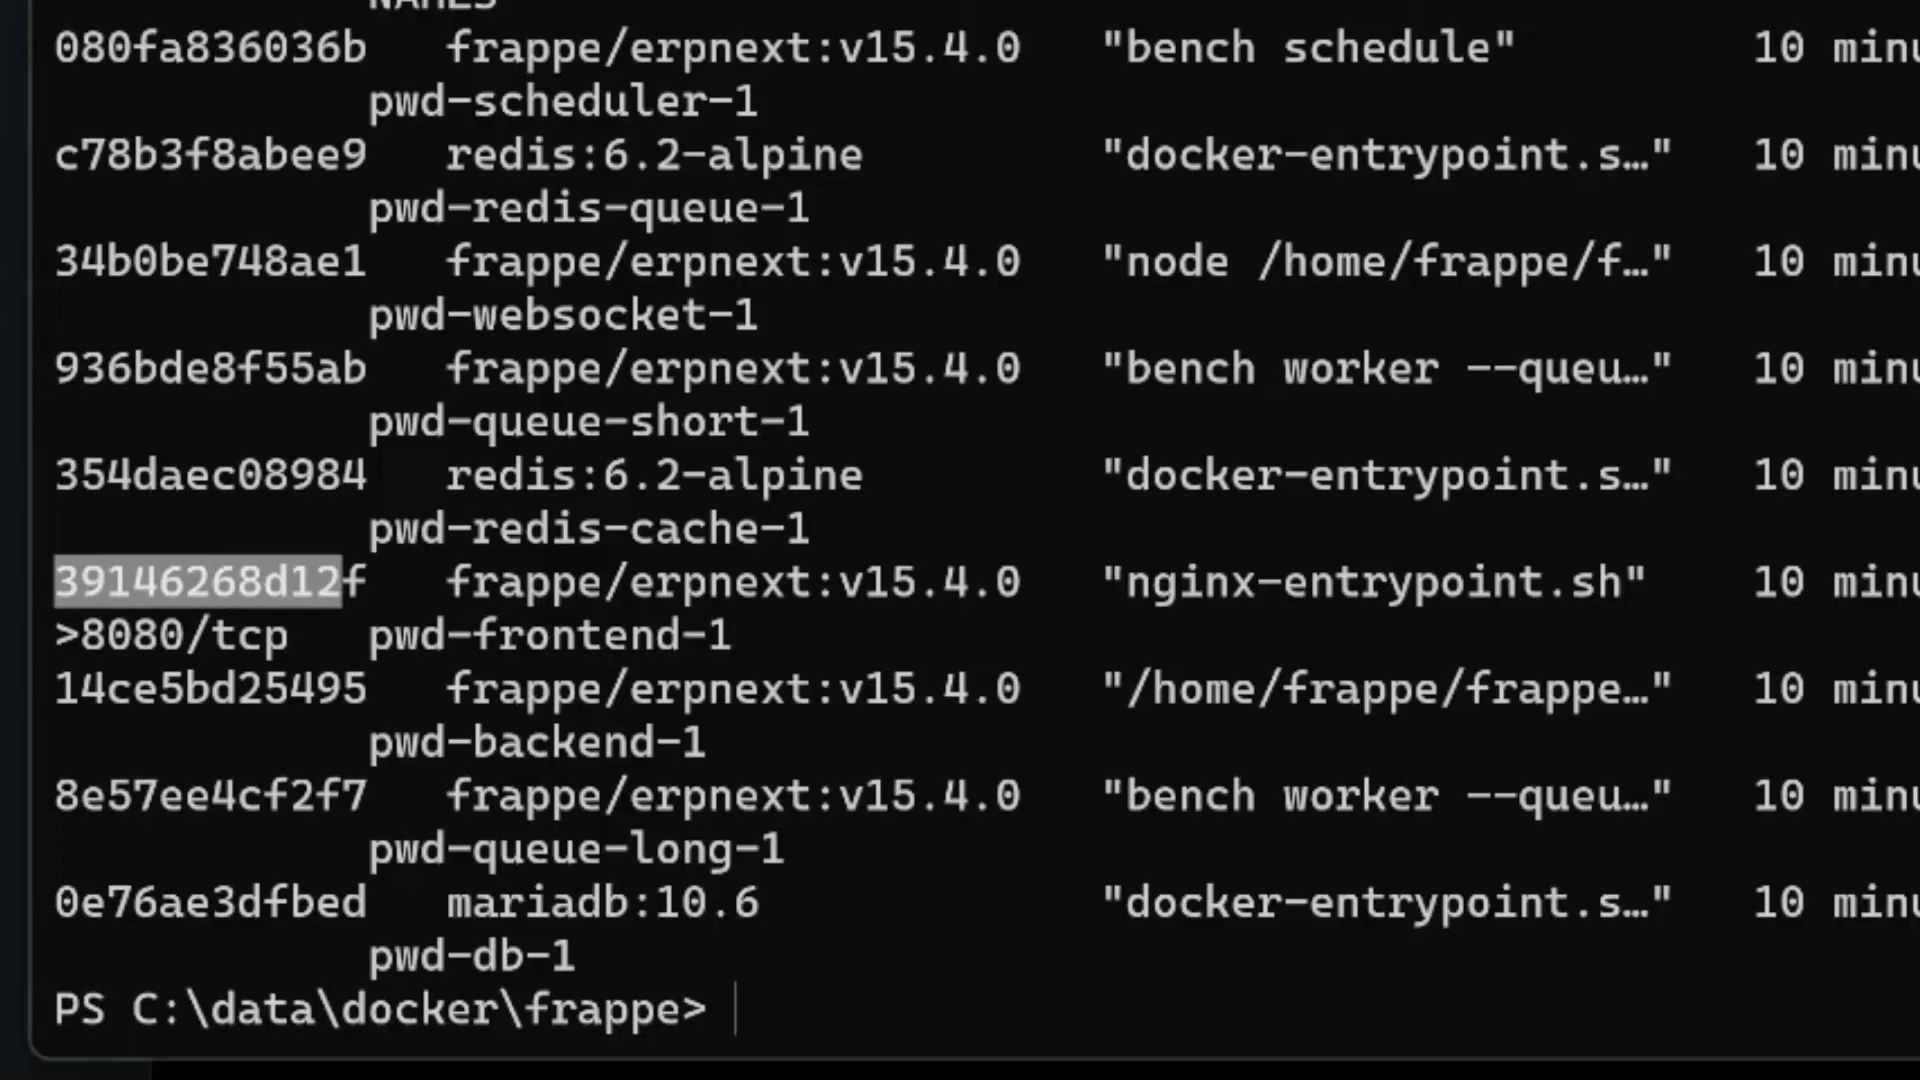 NAMES
080fa836036b   frappe/erpnext:v15.4.0   "bench schedule"         10 minu
            pwd-scheduler-1
c78b3f8abee9   redis:6.2-alpine         "docker-entrypoint.s…"   10 minu
            pwd-redis-queue-1
34b0be748ae1   frappe/erpnext:v15.4.0   "node /home/frappe/f…"   10 minu
            pwd-websocket-1
936bde8f55ab   frappe/erpnext:v15.4.0   "bench worker --queu…"   10 minu
            pwd-queue-short-1
354daec08984   redis:6.2-alpine         "docker-entrypoint.s…"   10 minu
            pwd-redis-cache-1
39146268d12f   frappe/erpnext:v15.4.0   "nginx-entrypoint.sh"    10 minu
>8080/tcp   pwd-frontend-1
14ce5bd25495   frappe/erpnext:v15.4.0   "/home/frappe/frappe…"   10 minu
            pwd-backend-1
8e57ee4cf2f7   frappe/erpnext:v15.4.0   "bench worker --queu…"   10 minu
            pwd-queue-long-1
0e76ae3dfbed   mariadb:10.6             "docker-entrypoint.s…"   10 minu
            pwd-db-1
PS C:\data\docker\frappe>